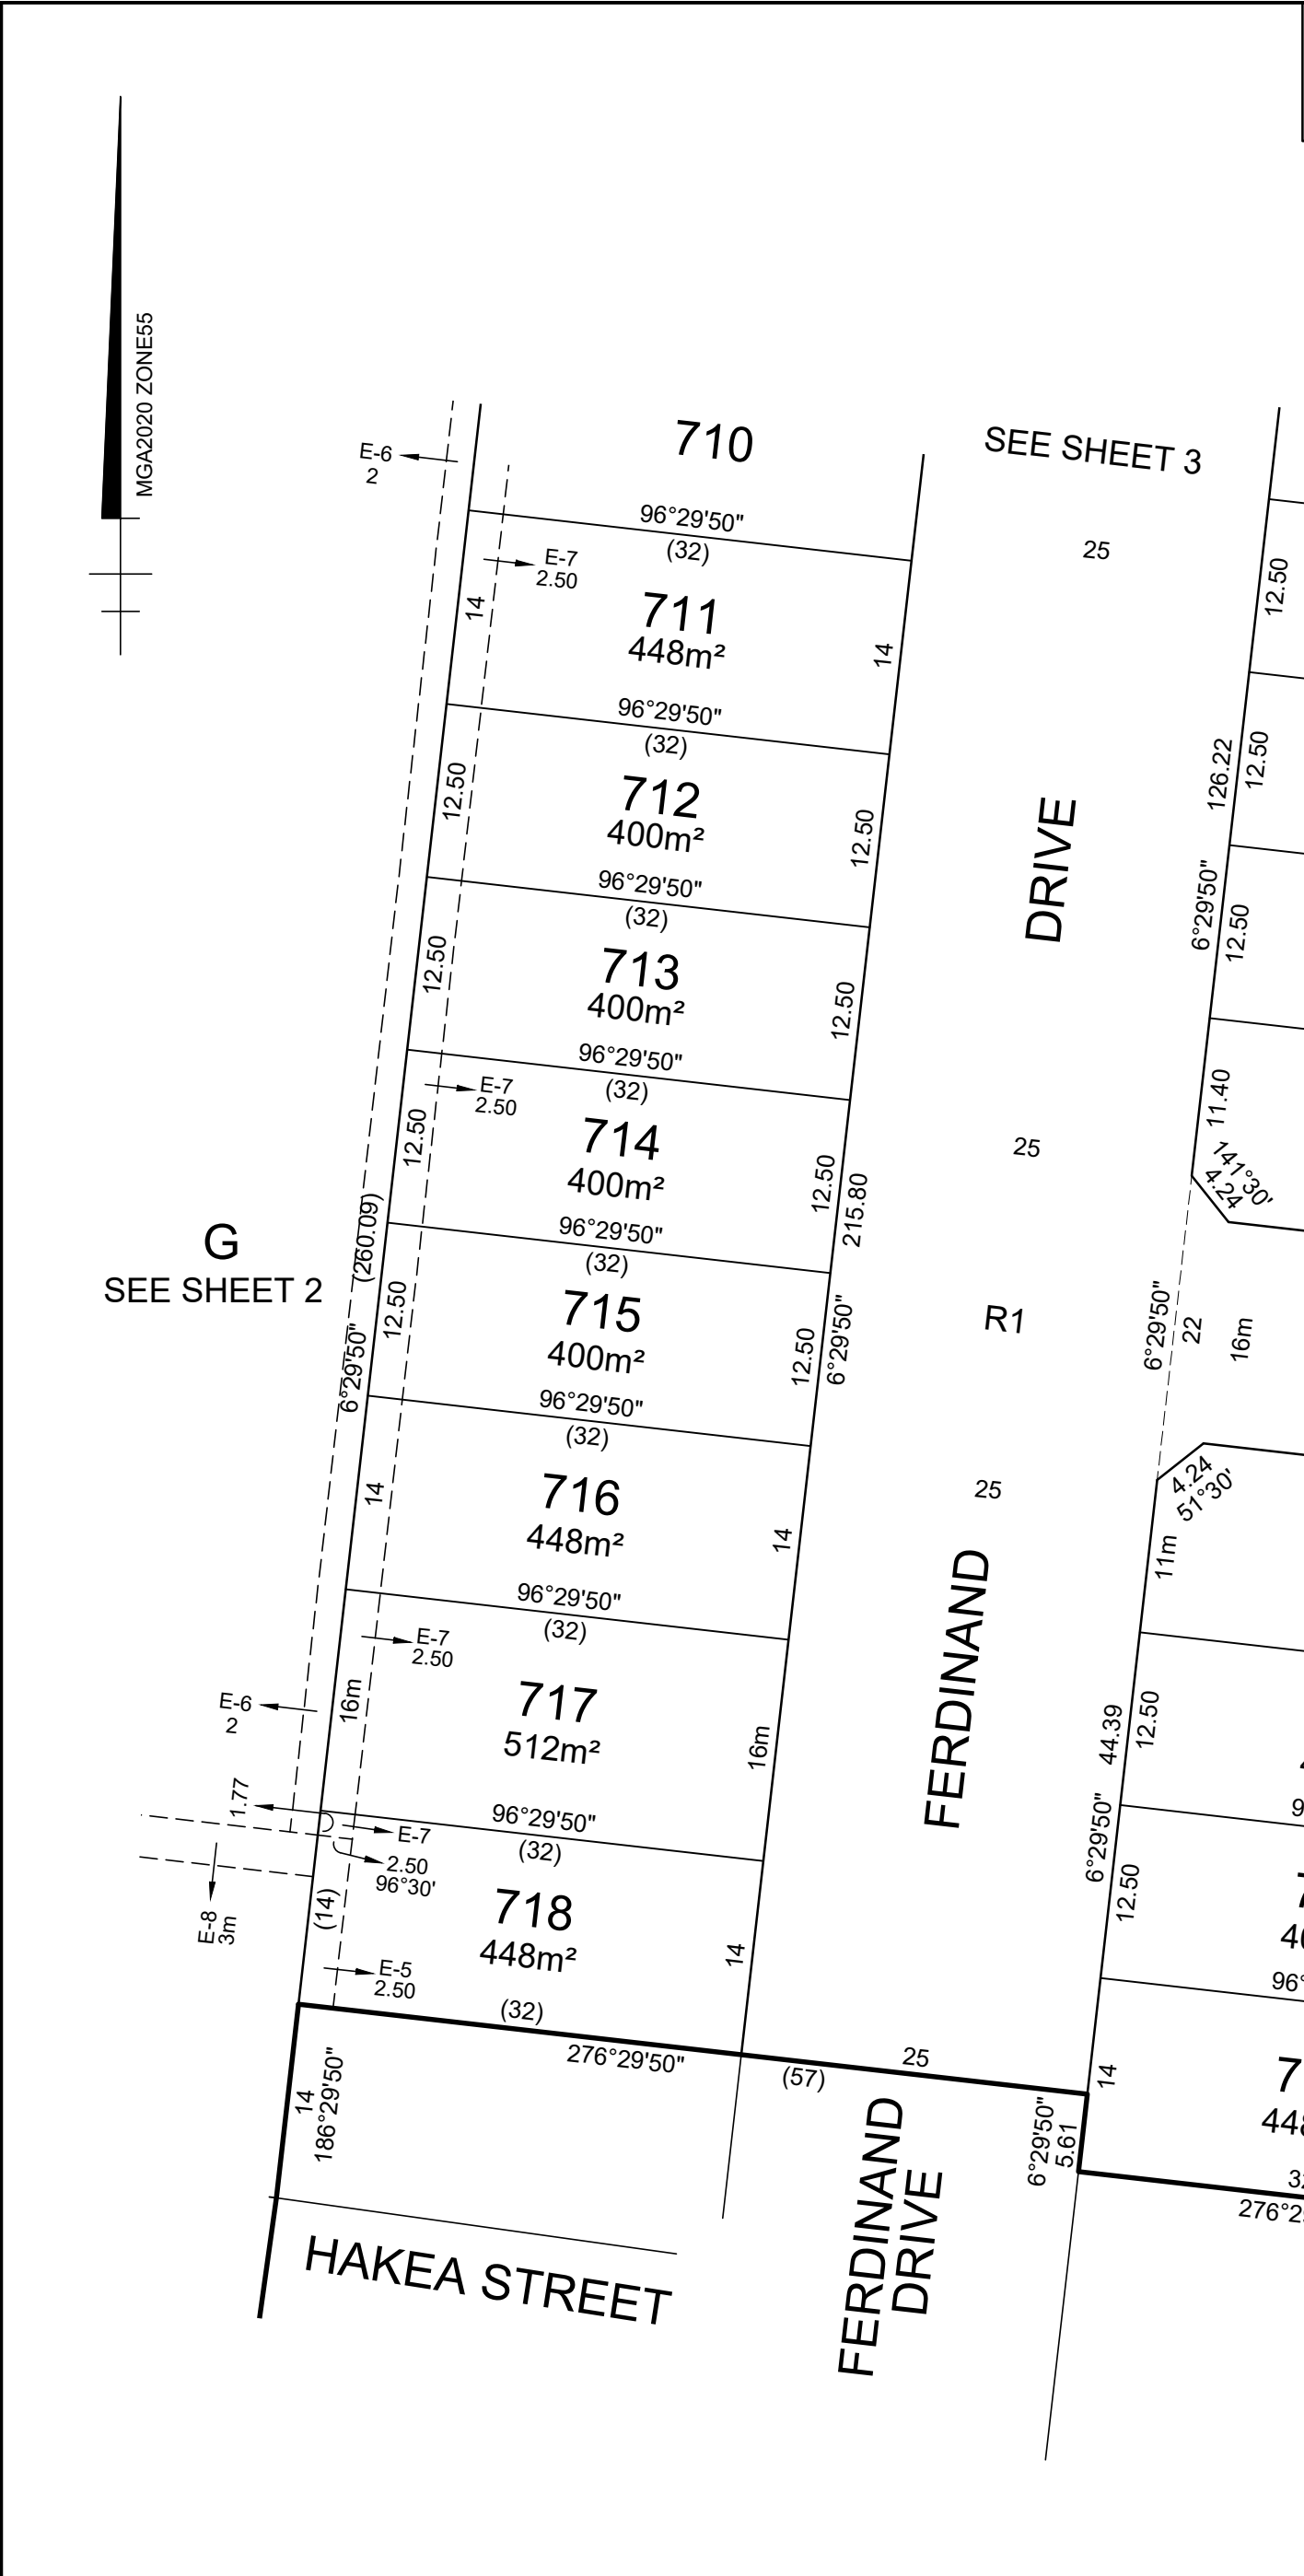 MGA2020 ZONE55
710
SEE SHEET 3
E-6
2
96°29'50"
(32)
25
E-7
2.50
14
711
448m²
14
12.50
96°29'50"
(32)
12.50
712
400m²
12.50
126.22
12.50
DRIVE
96°29'50"
(32)
12.50
713
400m²
12.50
6°29'50"
12.50
96°29'50"
(32)
E-7
2.50
12.50
714
400m²
12.50
215.80
25
11.40
141°30'
4.24
G
SEE SHEET 2
(260.09)
6°29'50"
96°29'50"
(32)
12.50
715
400m²
12.50
6°29'50"
R1
6°29'50"
22
16m
96°29'50"
(32)
14
716
448m²
14
25
4.24
51°30'
11m
96°29'50"
(32)
E-7
2.50
16m
717
512m²
16m
FERDINAND
44.39
12.50
E-6
2
1.77
96°29'50"
(32)
E-7
2.50
96°30'
6°29'50"
12.50
E-8
3m
(14)
718
448m²
14
E-5
2.50
(32)
276°29'50"
(57)
25
14
14
186°29'50"
6°29'50"
5.61
HAKEA STREET
FERDINAND
DRIVE